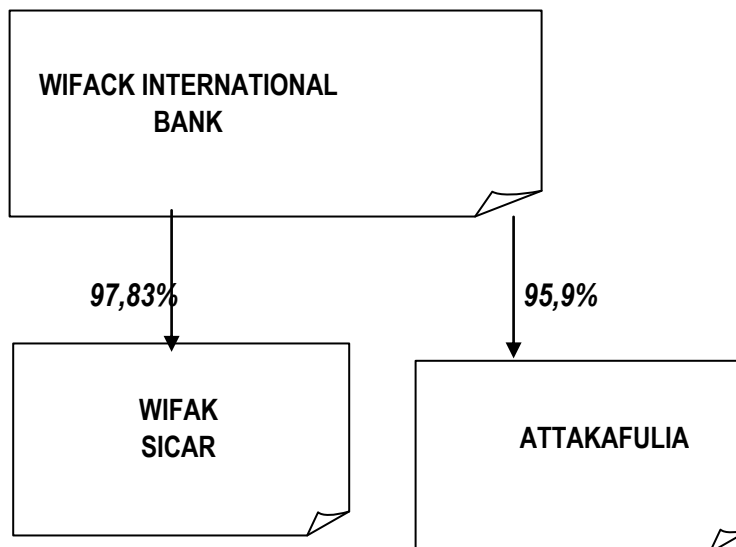 WIFACK INTERNATIONAL
BANK
97,83%
95,9%
WIFAK
SICAR
ATTAKAFULIA